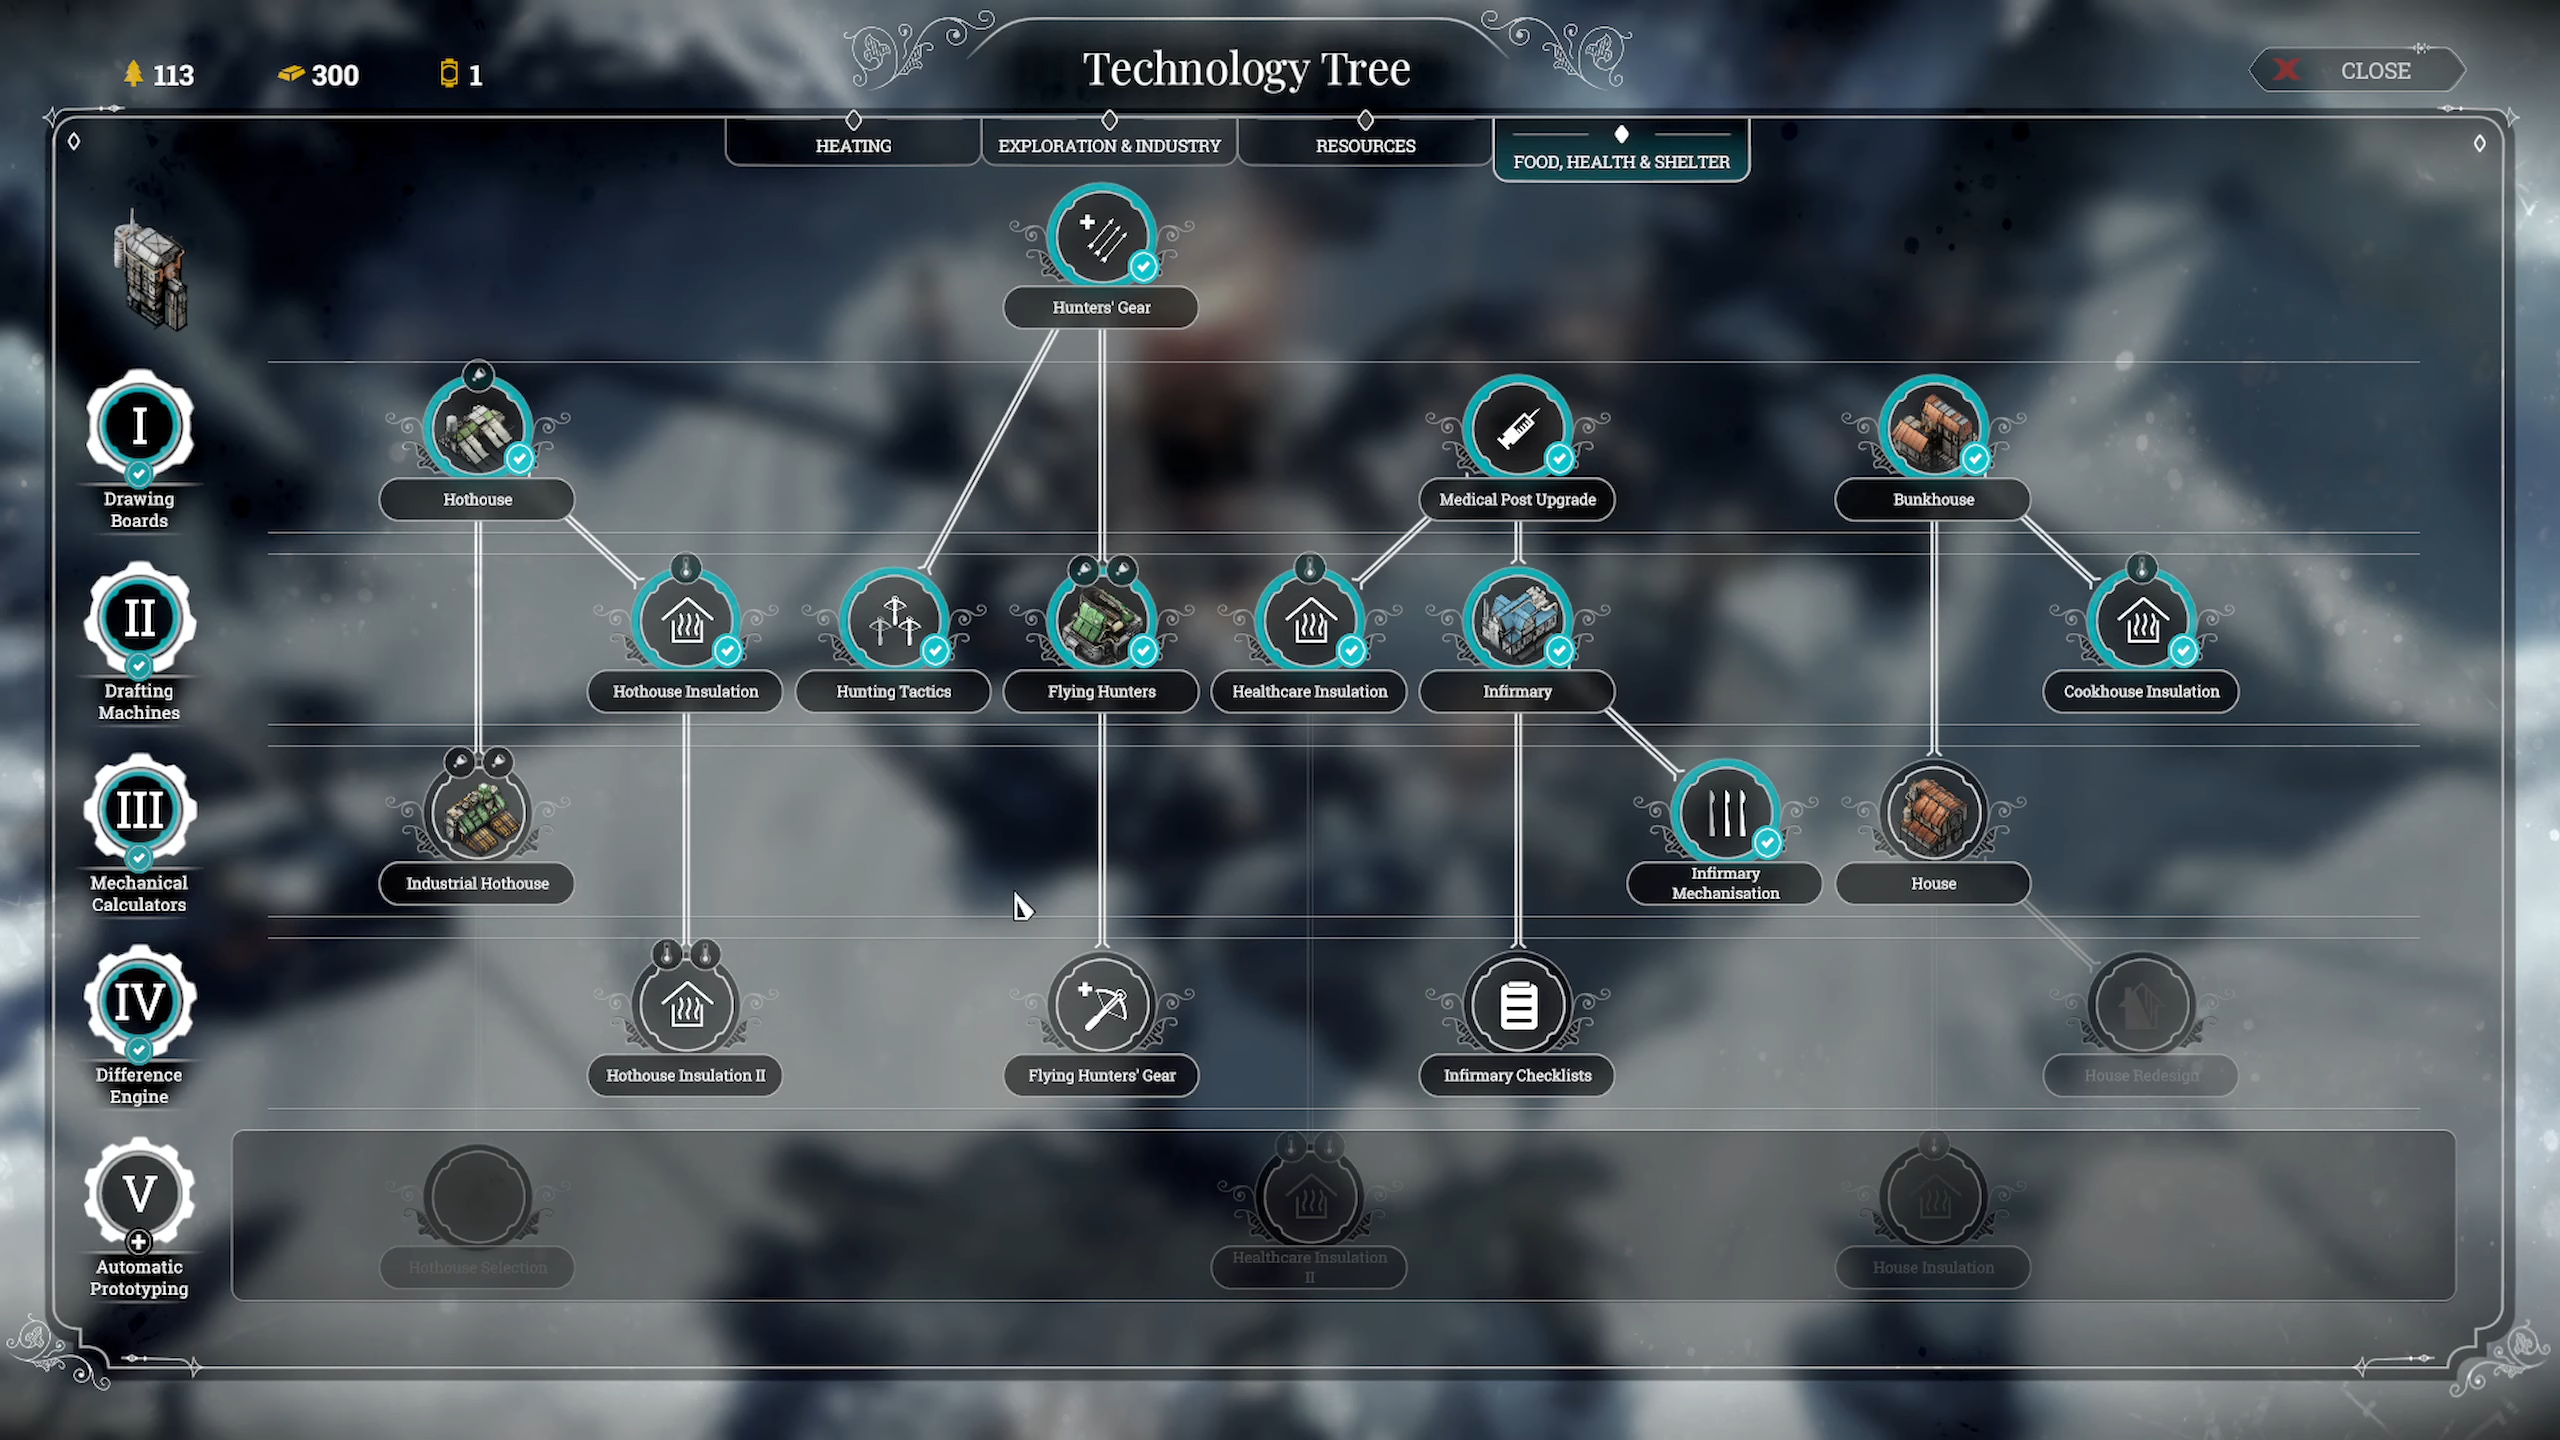 113
300
1
Technology Tree
CLOSE
HEATING
EXPLORATION & INDUSTRY
RESOURCES
FOOD, HEALTH & SHELTER
Hunters' Gear
I
Drawing
Boards
Hothouse
Medical Post Upgrade
Bunkhouse
II
Drafting
Machines
Hothouse Insulation
Hunting Tactics
Flying Hunters
Healthcare Insulation
Infirmary
Cookhouse Insulation
III
Mechanical
Calculators
Industrial Hothouse
Infirmary
Mechanisation
House
IV
Difference
Engine
Hothouse Insulation II
Flying Hunters' Gear
Infirmary Checklists
House Redesign
V
Automatic
Prototyping
Hothouse Selection
Healthcare Insulation
II
House Insulation